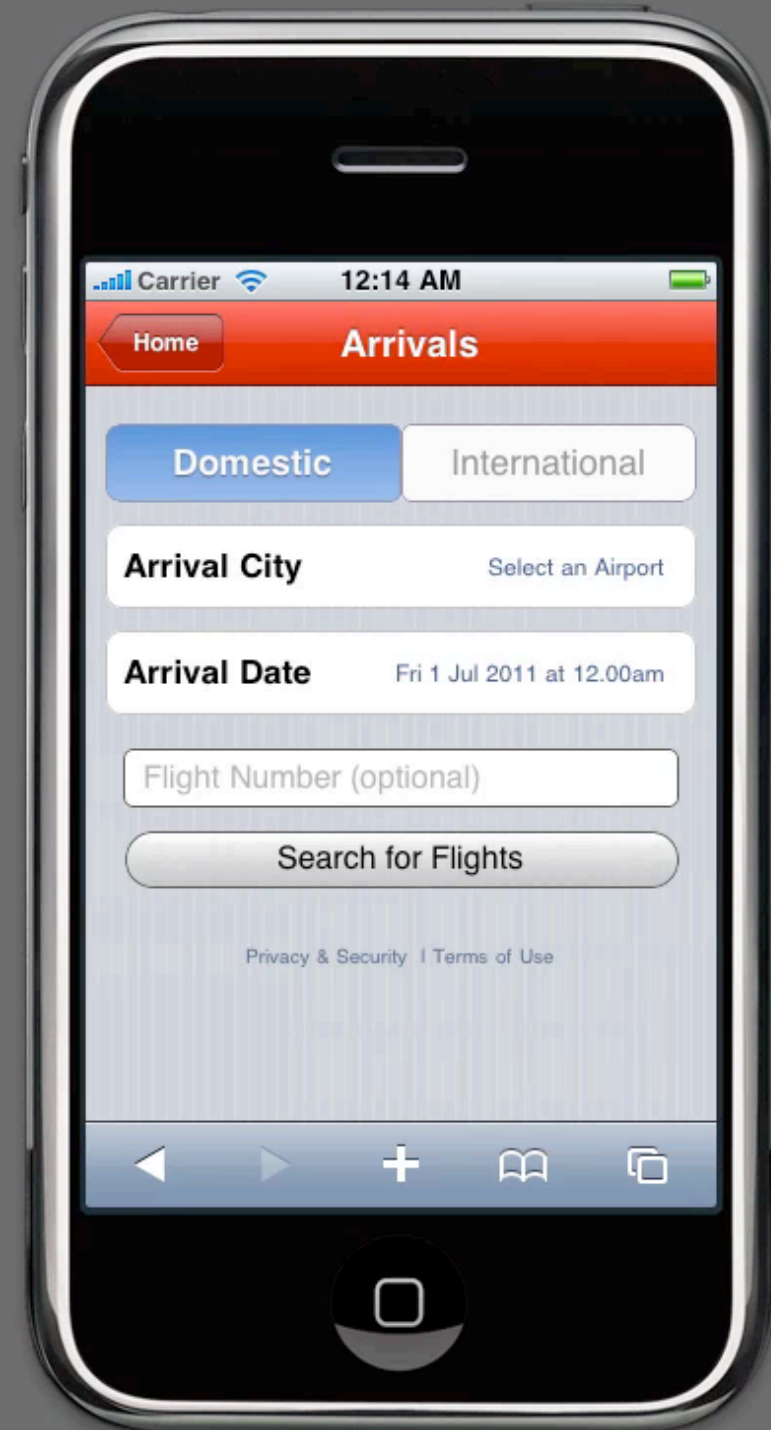 Carrier 12:14 AM
Home Arrivals
Domestic International
Arrival City Select an Airport
Arrival Date Fri 1 Jul 2011 at 12.00am
Flight Number (optional)
Search for Flights
Privacy & Security | Terms of Use